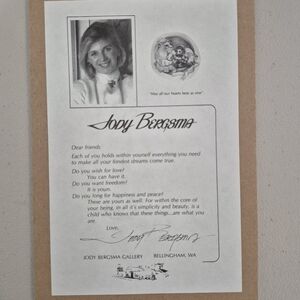 "May all our hearts beat as one"
Jody Bergsma
Dear friends,
Each of you holds within yourself everything you need
to make all your fondest dreams come true.
Do you wish for love?
You can have it.
Do you want freedom?
It is yours.
Do you long for happiness and peace?
These are yours as well. For within the core of
your being, in all it's simplicity and beauty, is a
child who knows that these things...are what you
are.
Love,
Jody Bergsma
JODY BERGSMA GALLERY BELLINGHAM, WA